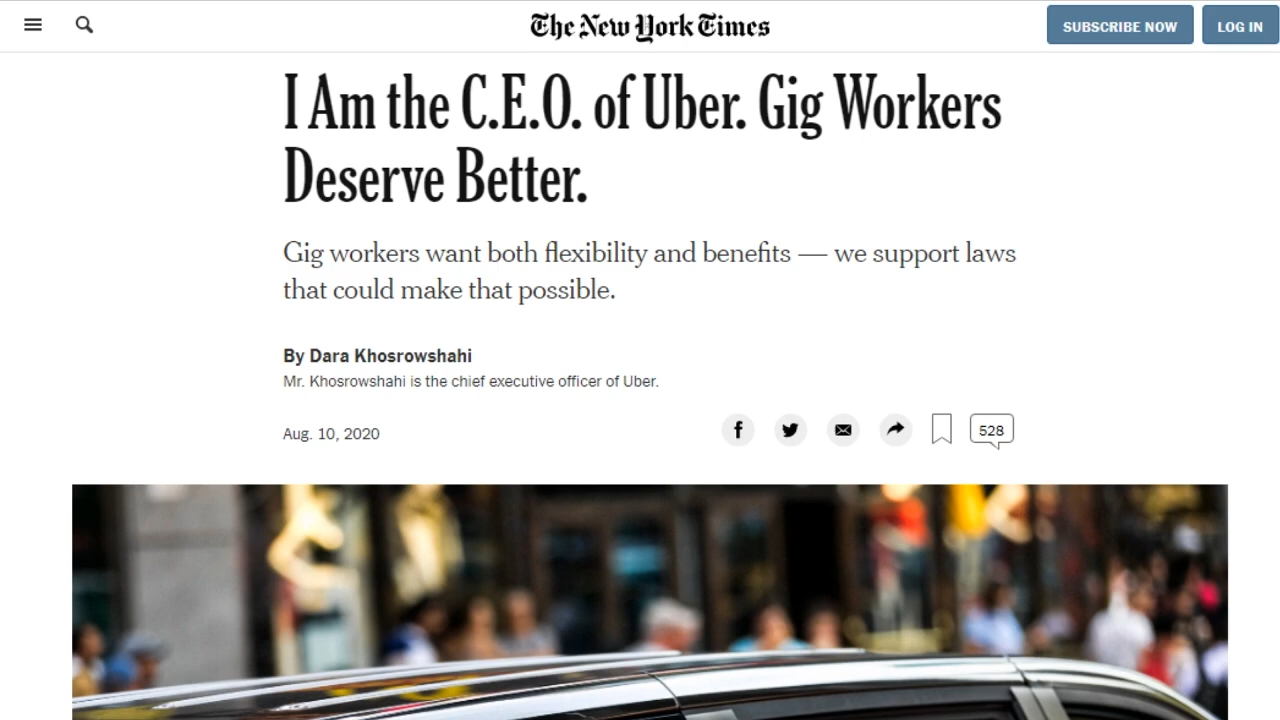 The New York Times
SUBSCRIBE NOW
LOG IN
I Am the C.E.O. of Uber. Gig Workers
Deserve Better.
Gig workers want both flexibility and benefits — we support laws
that could make that possible.
By Dara Khosrowshahi
Mr. Khosrowshahi is the chief executive officer of Uber.
Aug. 10, 2020
528